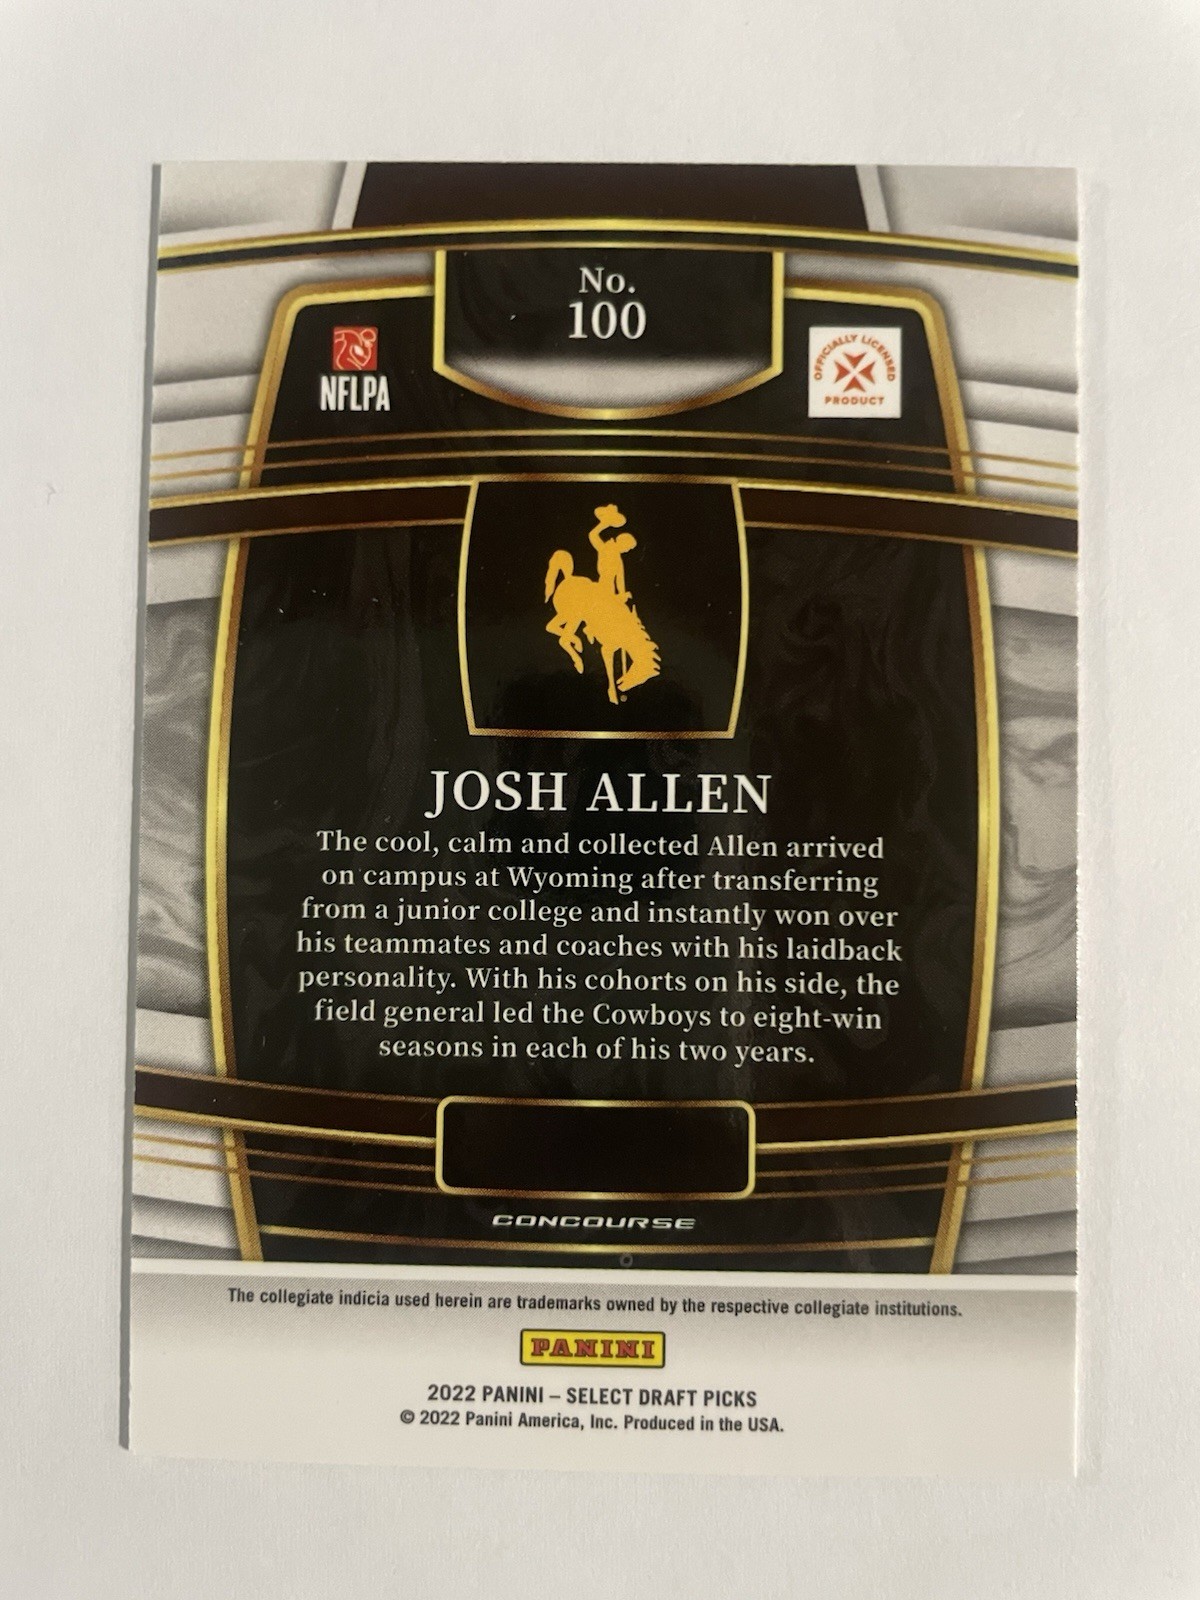 No.
100
NFLPA
OFFICIALLY LICENSED
PRODUCT
JOSH ALLEN
The cool, calm and collected Allen arrived
on campus at Wyoming after transferring
from a junior college and instantly won over
his teammates and coaches with his laidback
personality. With his cohorts on his side, the
field general led the Cowboys to eight-win
seasons in each of his two years.
CONCOURSE
The collegiate indicia used herein are trademarks owned by the respective collegiate institutions.
PANINI
2022 PANINI – SELECT DRAFT PICKS
© 2022 Panini America, Inc. Produced in the USA.